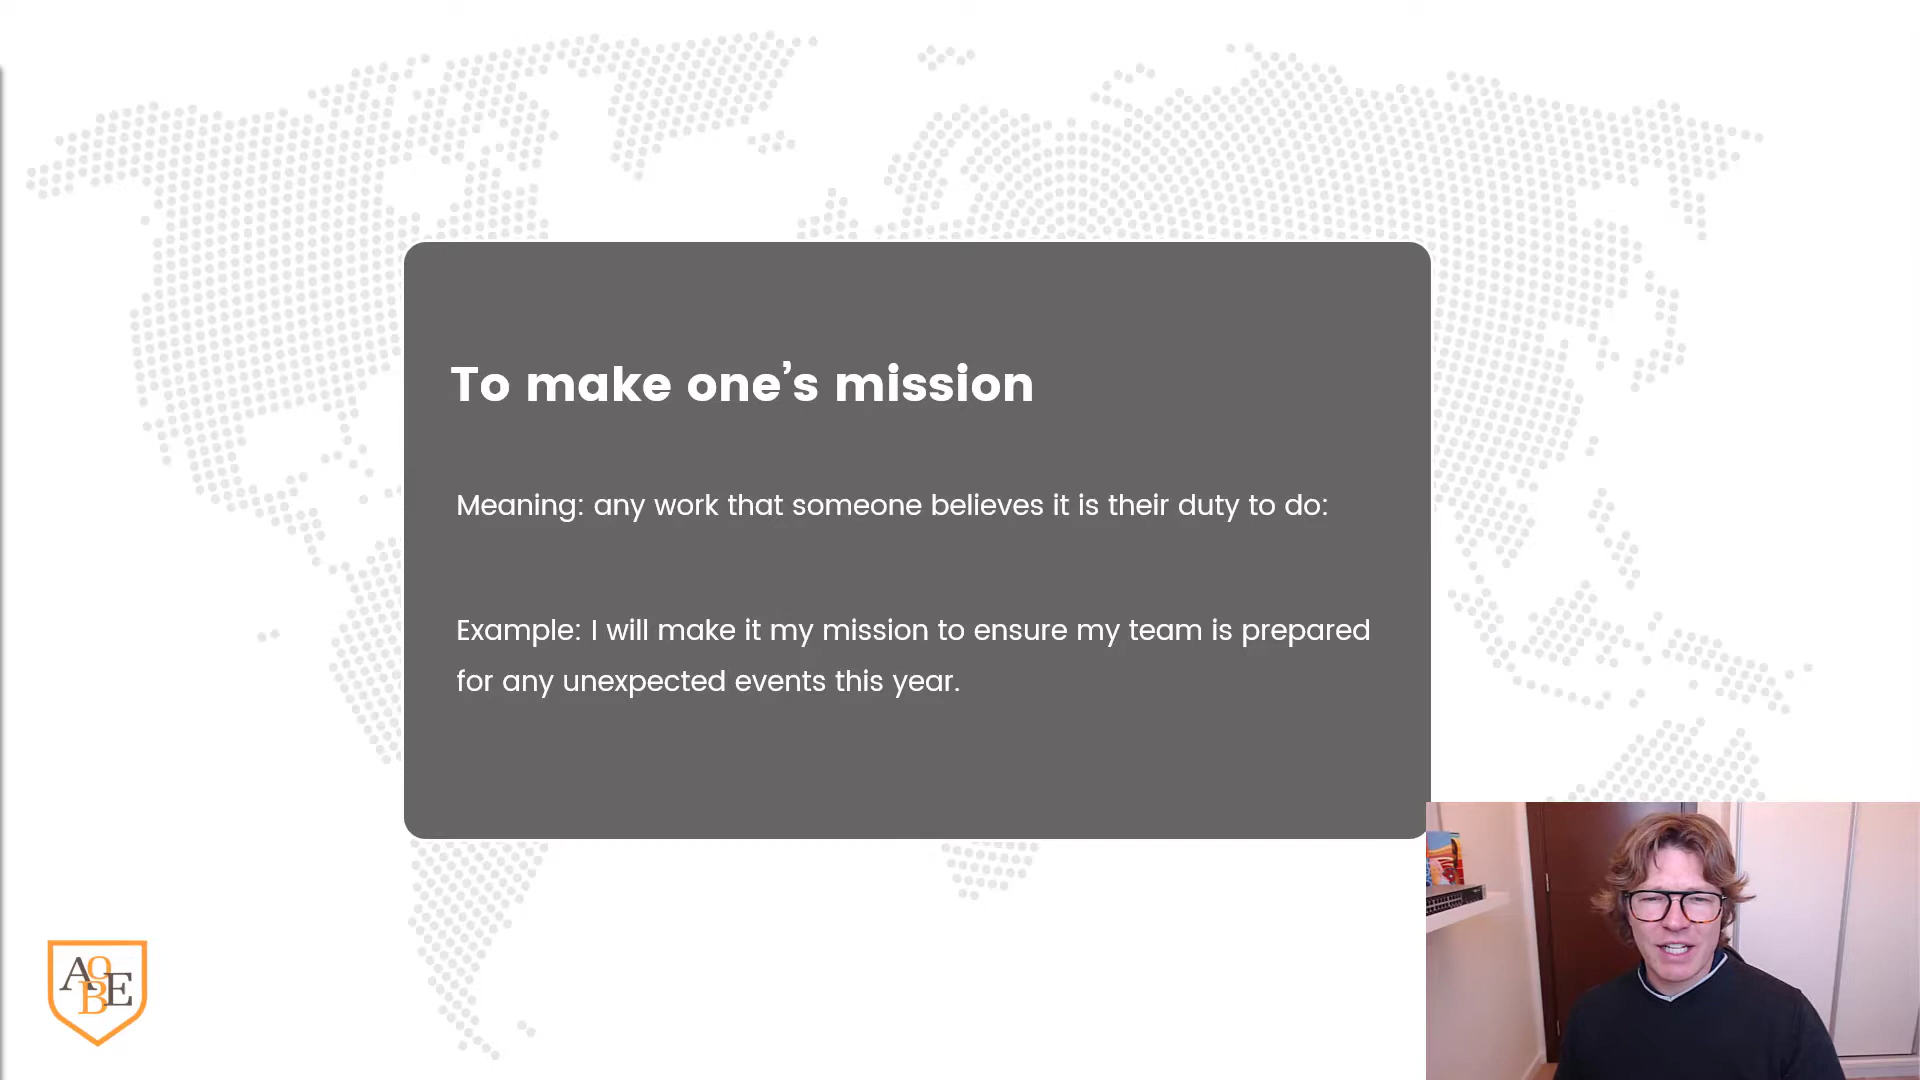 To make one’s mission
Meaning: any work that someone believes it is their duty to do:
Example: I will make it my mission to ensure my team is prepared
for any unexpected events this year.
AOBE